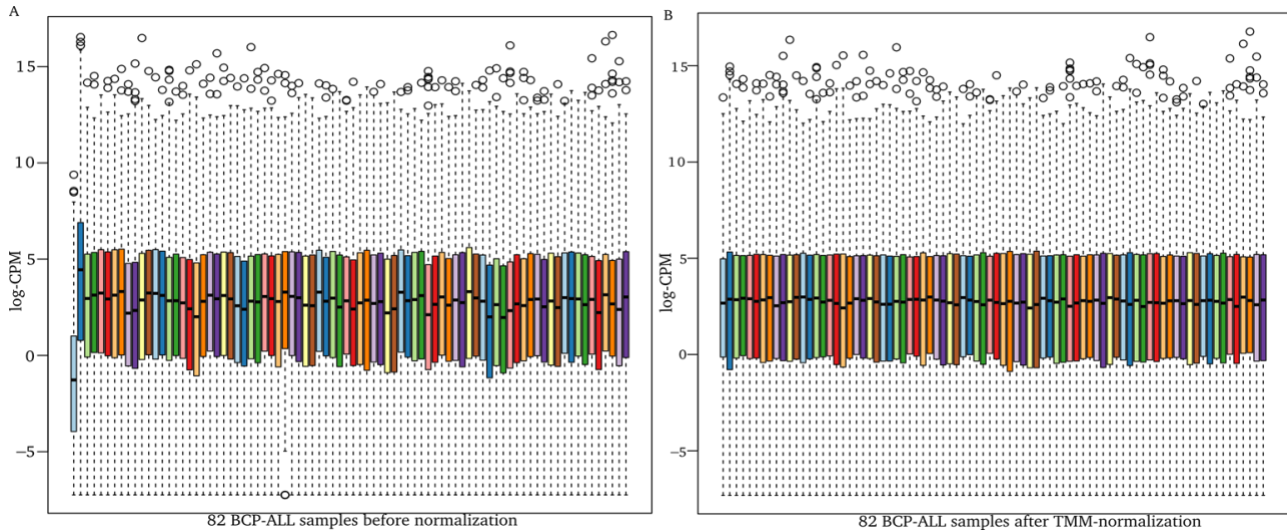 A
log-CPM
15
10
5
0
−5
82 BCP-ALL samples before normalization
B
log-CPM
15
10
5
0
−5
82 BCP-ALL samples after TMM-normalization